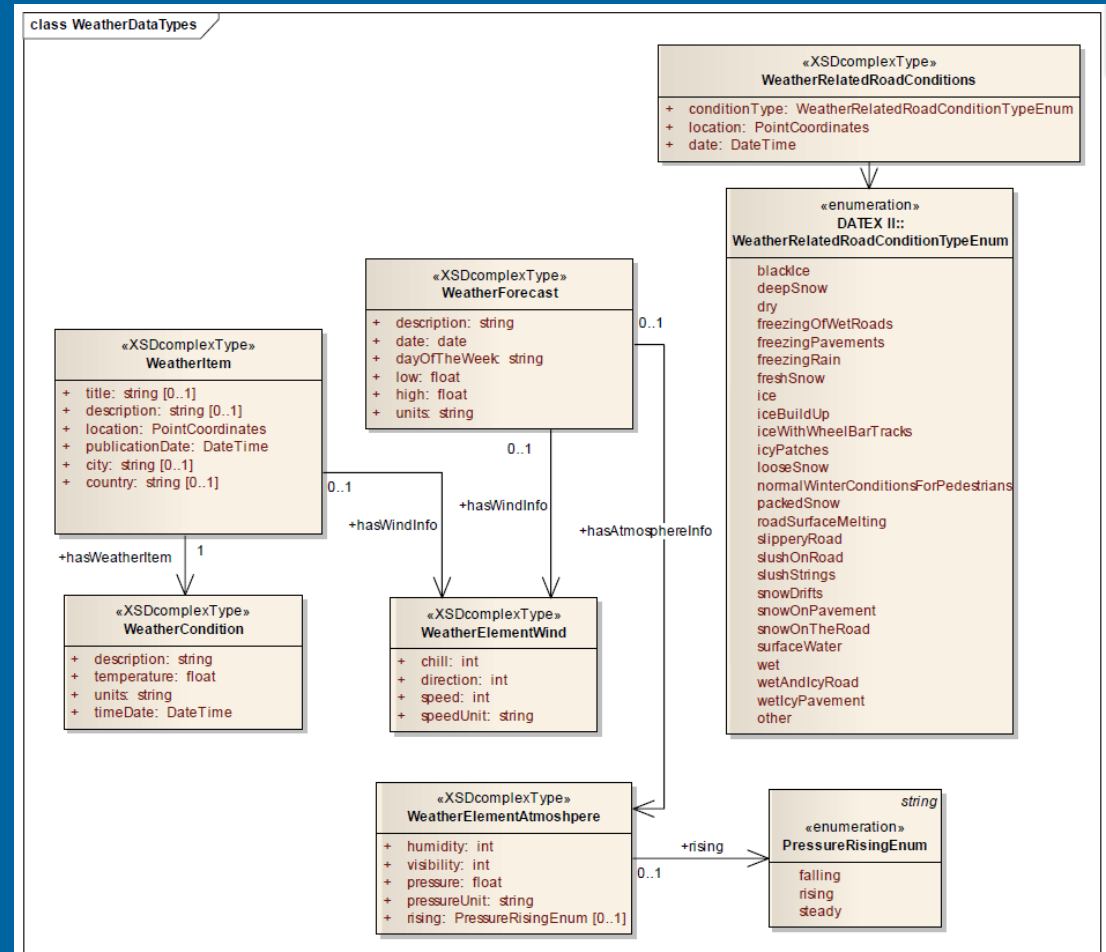 class WeatherDataTypes
«XSDcomplexType»
WeatherRelatedRoadConditions
+ conditionType: WeatherRelatedRoadConditionTypeEnum
+ location: PointCoordinates
+ date: DateTime
«enumeration»
DATEX II::
WeatherRelatedRoadConditionTypeEnum
blackIce
deepSnow
dry
freezingOfWetRoads
freezingPavements
freezingRain
freshSnow
ice
iceBuildUp
iceWithWheelBarTracks
icyPatches
looseSnow
normalWinterConditionsForPedestrians
packedSnow
roadSurfaceMelting
slipperyRoad
slushOnRoad
slushStrings
snowDrifts
snowOnPavement
snowOnTheRoad
surfaceWater
wet
wetAndIcyRoad
wetIcyPavement
other
«XSDcomplexType»
WeatherForecast
+ description: string
+ date: date
+ dayOfTheWeek: string
+ low: float
+ high: float
+ units: string
0..1
0..1
«XSDcomplexType»
WeatherItem
+ title: string [0..1]
+ description: string [0..1]
+ location: PointCoordinates
+ publicationDate: DateTime
+ city: string [0..1]
+ country: string [0..1]
0..1
+hasWindInfo
+hasWindInfo
+hasAtmosphereInfo
+hasWeatherItem
1
«XSDcomplexType»
WeatherCondition
+ description: string
+ temperature: float
+ units: string
+ timeDate: DateTime
«XSDcomplexType»
WeatherElementWind
+ chill: int
+ direction: int
+ speed: int
+ speedUnit: string
«XSDcomplexType»
WeatherElementAtmoshpere
+ humidity: int
+ visibility: int
+ pressure: float
+ pressureUnit: string
+ rising: PressureRisingEnum [0..1]
+rising
0..1
string
«enumeration»
PressureRisingEnum
falling
rising
steady